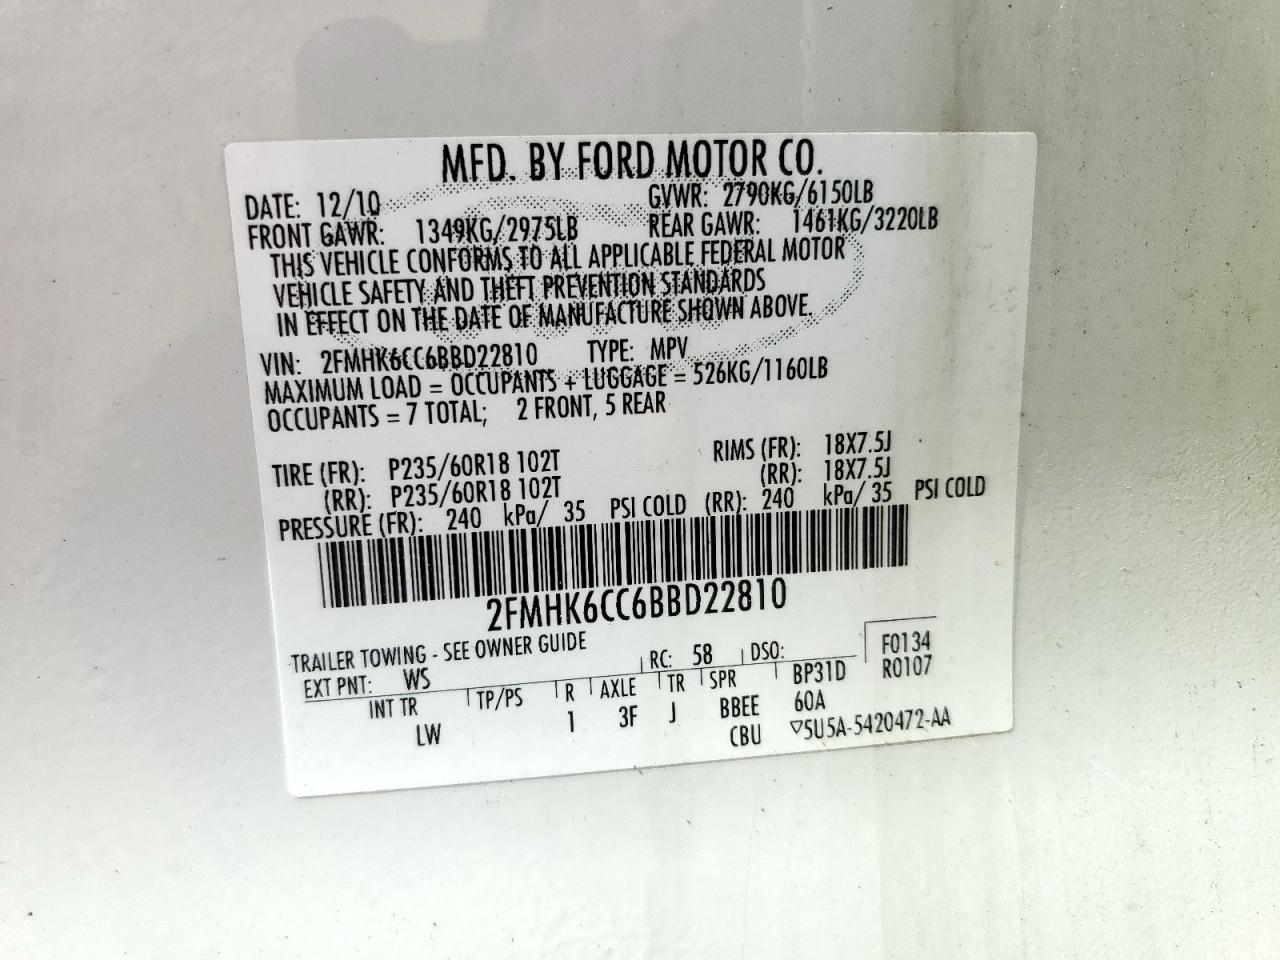 MFD. BY FORD MOTOR CO.
DATE: 12/10 GVWR: 2790KG/6150LB
FRONT GAWR: 1349KG/2975LB REAR GAWR: 1461KG/3220LB
THIS VEHICLE CONFORMS TO ALL APPLICABLE FEDERAL MOTOR
VEHICLE SAFETY AND THEFT PREVENTION STANDARDS
IN EFFECT ON THE DATE OF MANUFACTURE SHOWN ABOVE.
VIN: 2FMHK6CC6BBD22810 TYPE: MPV
MAXIMUM LOAD = OCCUPANTS + LUGGAGE = 526KG/1160LB
OCCUPANTS = 7 TOTAL; 2 FRONT, 5 REAR
TIRE (FR): P235/60R18 102T RIMS (FR): 18X7.5J
(RR): P235/60R18 102T (RR): 18X7.5J
PRESSURE (FR): 240 kPa/ 35 PSI COLD (RR): 240 kPa/ 35 PSI COLD
2FMHK6CC6BBD22810
TRAILER TOWING - SEE OWNER GUIDE
EXT PNT: WS RC: 58 DSO: F0134
INT TR TP/PS R AXLE TR SPR BP31D R0107
LW 1 3F J BBEE 60A
CBU ▽5U5A-5420472-AA